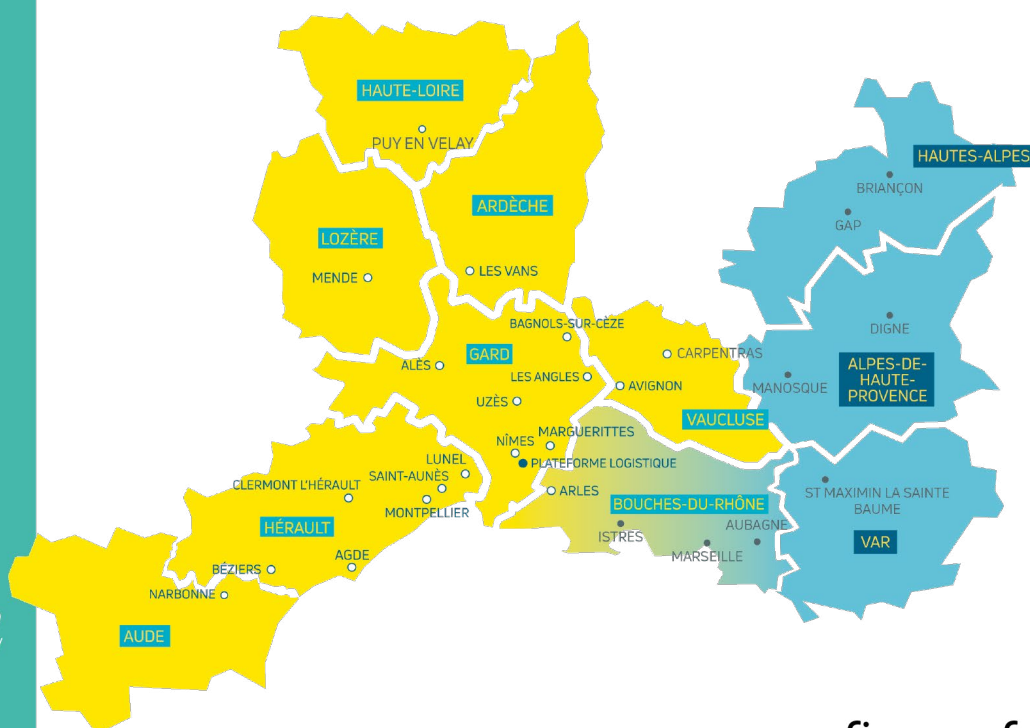 HAUTE-LOIRE
PUY EN VELAY
HAUTES-ALPES
BRIANÇON
GAP
ARDÈCHE
LOZÈRE
MENDE
LES VANS
BAGNOLS-SUR-CÈZE
DIGNE
GARD
CARPENTRAS
ALÈS
LES ANGLES
AVIGNON
MANOSQUE
ALPES-DE-
HAUTE-
PROVENCE
UZÈS
VAUCLUSE
MARGUERITTES
NÎMES
LUNEL
PLATEFORME LOGISTIQUE
SAINT-AUNÈS
CLERMONT L'HÉRAULT
ARLES
ST MAXIMIN LA SAINTE
BAUME
MONTPELLIER
BOUCHES-DU-RHÔNE
HÉRAULT
ISTRES
AUBAGNE
MARSEILLE
VAR
AGDE
BÉZIERS
NARBONNE
AUDE